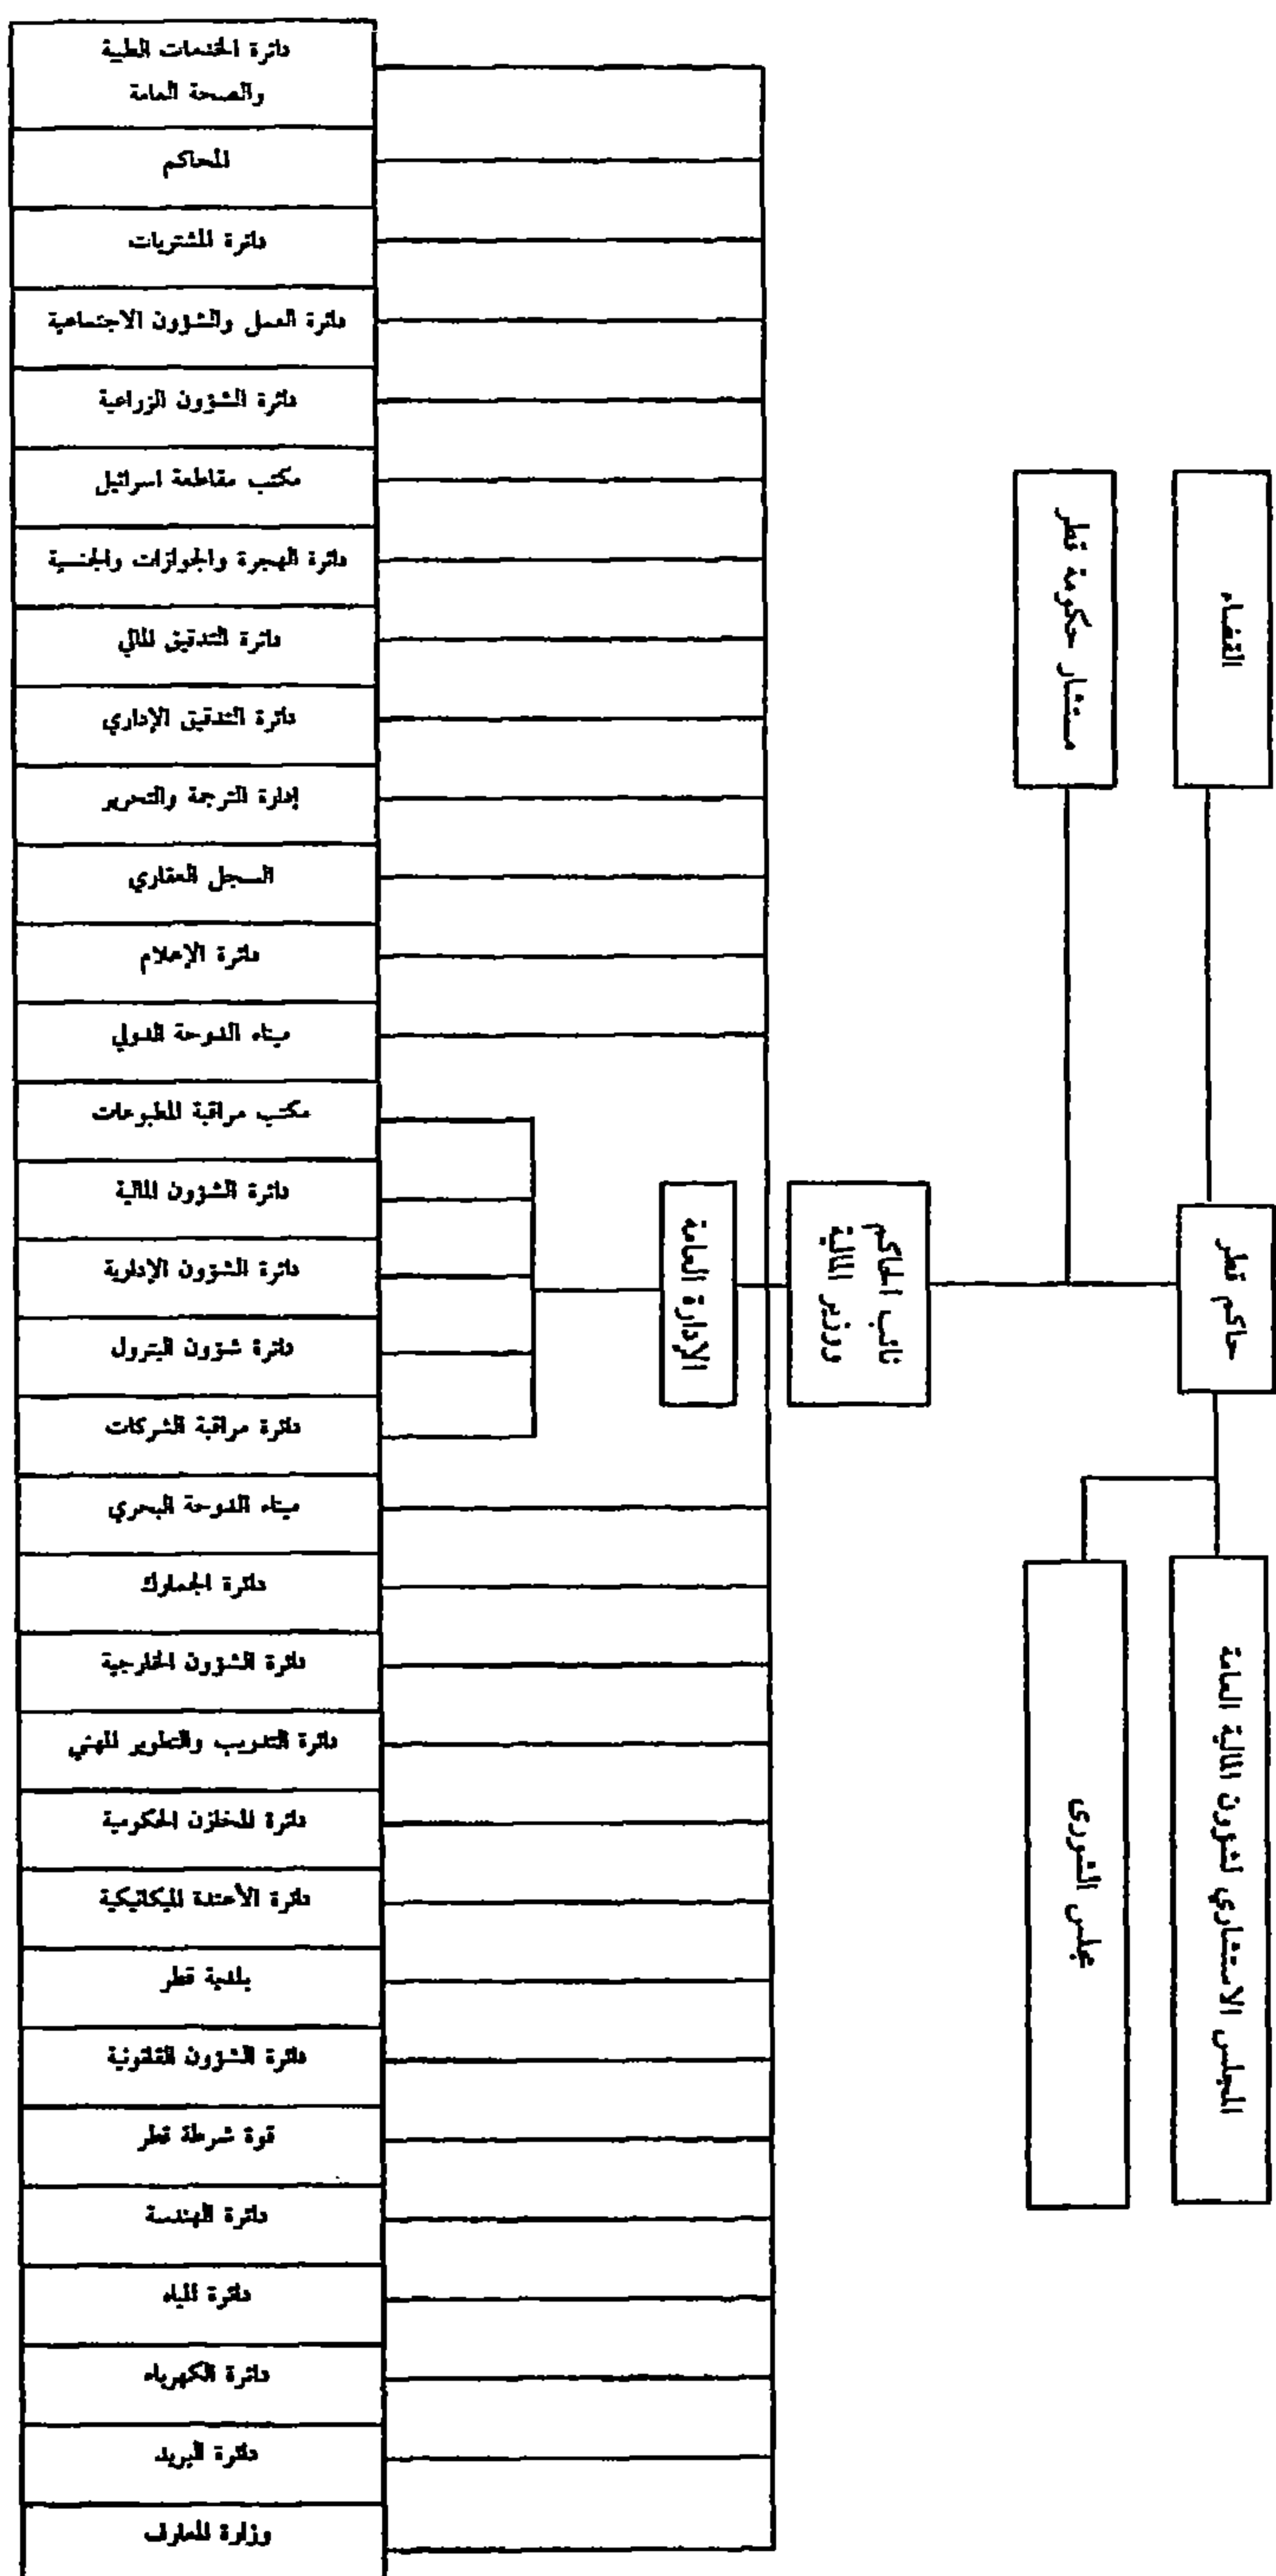 القضاء
مستشار حكومة قطر
حاكم قطر
نائب الحاكم
ووزير المالية
الإدارة العامة
المجلس الاستشاري لشؤون المالية العامة
مجلس الشورى
دائرة الخدمات الطبية
والصحة العامة
المحاكم
دائرة المشتريات
دائرة العمل والشؤون الاجتماعية
دائرة الشؤون الزراعية
مكتب مقاطعة اسرائيل
دائرة الهجرة والجوازات والجنسية
دائرة التدقيق المالي
دائرة التدقيق الإداري
إدارة الترجمة والتحرير
السجل العقاري
دائرة الإعلام
ميناء الدوحة الدولي
مكتب مراقبة المطبوعات
دائرة الشؤون المالية
دائرة الشؤون الإدارية
دائرة شؤون البترول
دائرة مراقبة الشركات
ميناء الدوحة البحري
دائرة الجمارك
دائرة الشؤون الخارجية
دائرة التدريب والتطوير المهني
دائرة المخازن الحكومية
دائرة الأعتدة الميكانيكية
بلدية قطر
دائرة الشؤون القانونية
قوة شرطة قطر
دائرة الهندسة
دائرة المياه
دائرة الكهرباء
دائرة البريد
وزارة المعارف